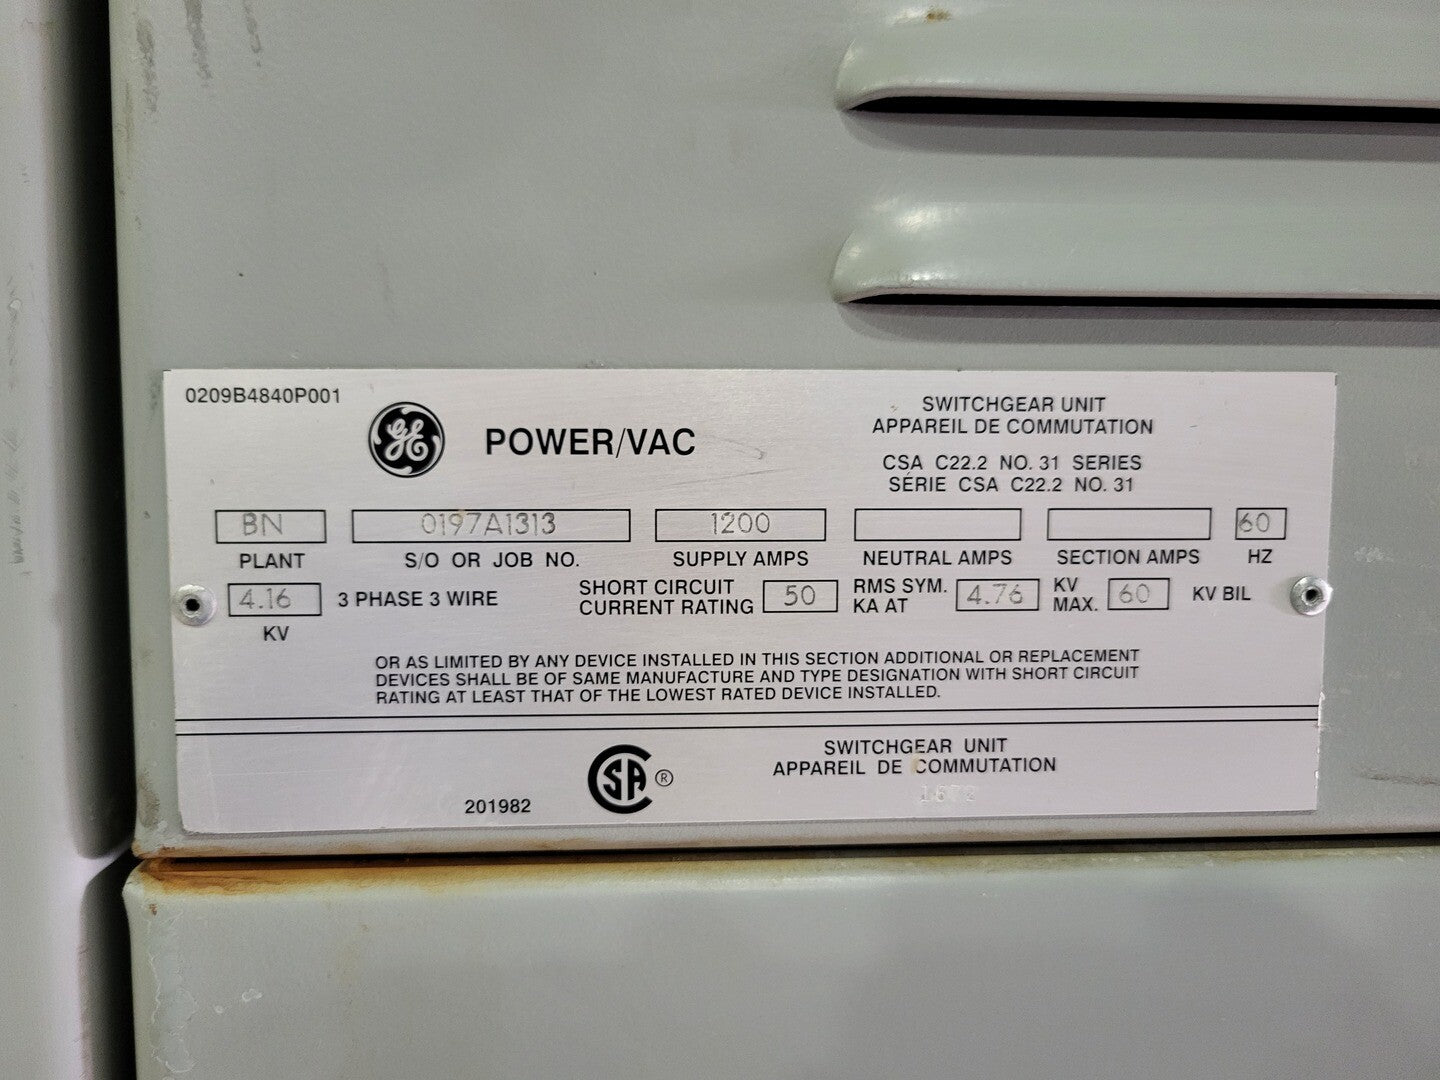 0209B4840P001
GE
POWER/VAC
SWITCHGEAR UNIT
APPAREIL DE COMMUTATION
CSA C22.2 NO. 31 SERIES
SÉRIE CSA C22.2 NO. 31
BN
0197A1313
1200
60
PLANT
S/O OR JOB NO.
SUPPLY AMPS
NEUTRAL AMPS
SECTION AMPS
HZ
4.16
KV
3 PHASE 3 WIRE
SHORT CIRCUIT
CURRENT RATING
50
RMS SYM.
KA AT
4.76
KV
MAX.
60
KV BIL
OR AS LIMITED BY ANY DEVICE INSTALLED IN THIS SECTION ADDITIONAL OR REPLACEMENT
DEVICES SHALL BE OF SAME MANUFACTURE AND TYPE DESIGNATION WITH SHORT CIRCUIT
RATING AT LEAST THAT OF THE LOWEST RATED DEVICE INSTALLED.
201982
CSA ®
SWITCHGEAR UNIT
APPAREIL DE COMMUTATION